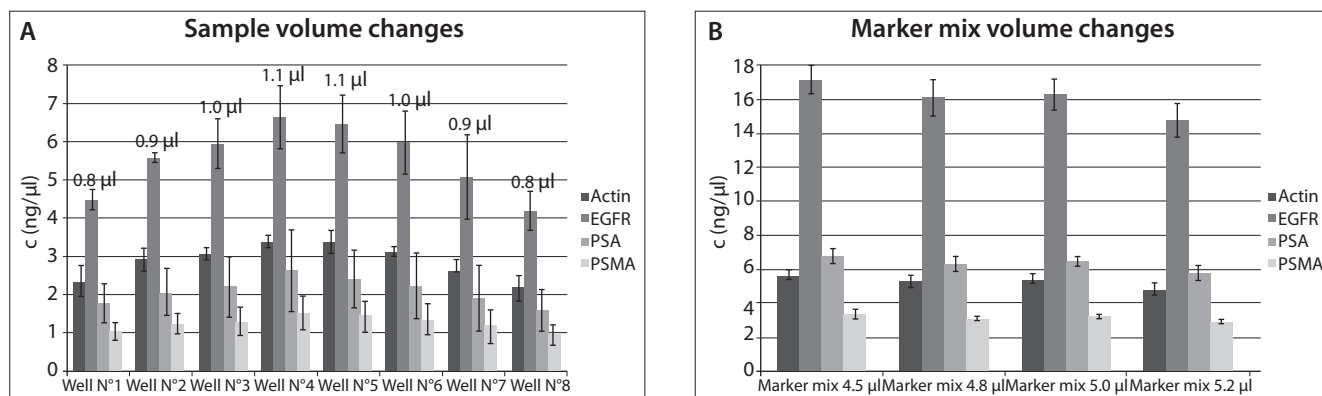 A
Sample volume changes
c (ng/µl)
8
7
6
5
4
3
2
1
0
0.8 µl
0.9 µl
1.0 µl
1.1 µl
1.1 µl
1.0 µl
0.9 µl
0.8 µl
Actin
EGFR
PSA
PSMA
Well N°1 Well N°2 Well N°3 Well N°4 Well N°5 Well N°6 Well N°7 Well N°8
B
Marker mix volume changes
c (ng/µl)
18
16
14
12
10
8
6
4
2
0
Actin
EGFR
PSA
PSMA
Marker mix 4.5 µl Marker mix 4.8 µl Marker mix 5.0 µl Marker mix 5.2 µl